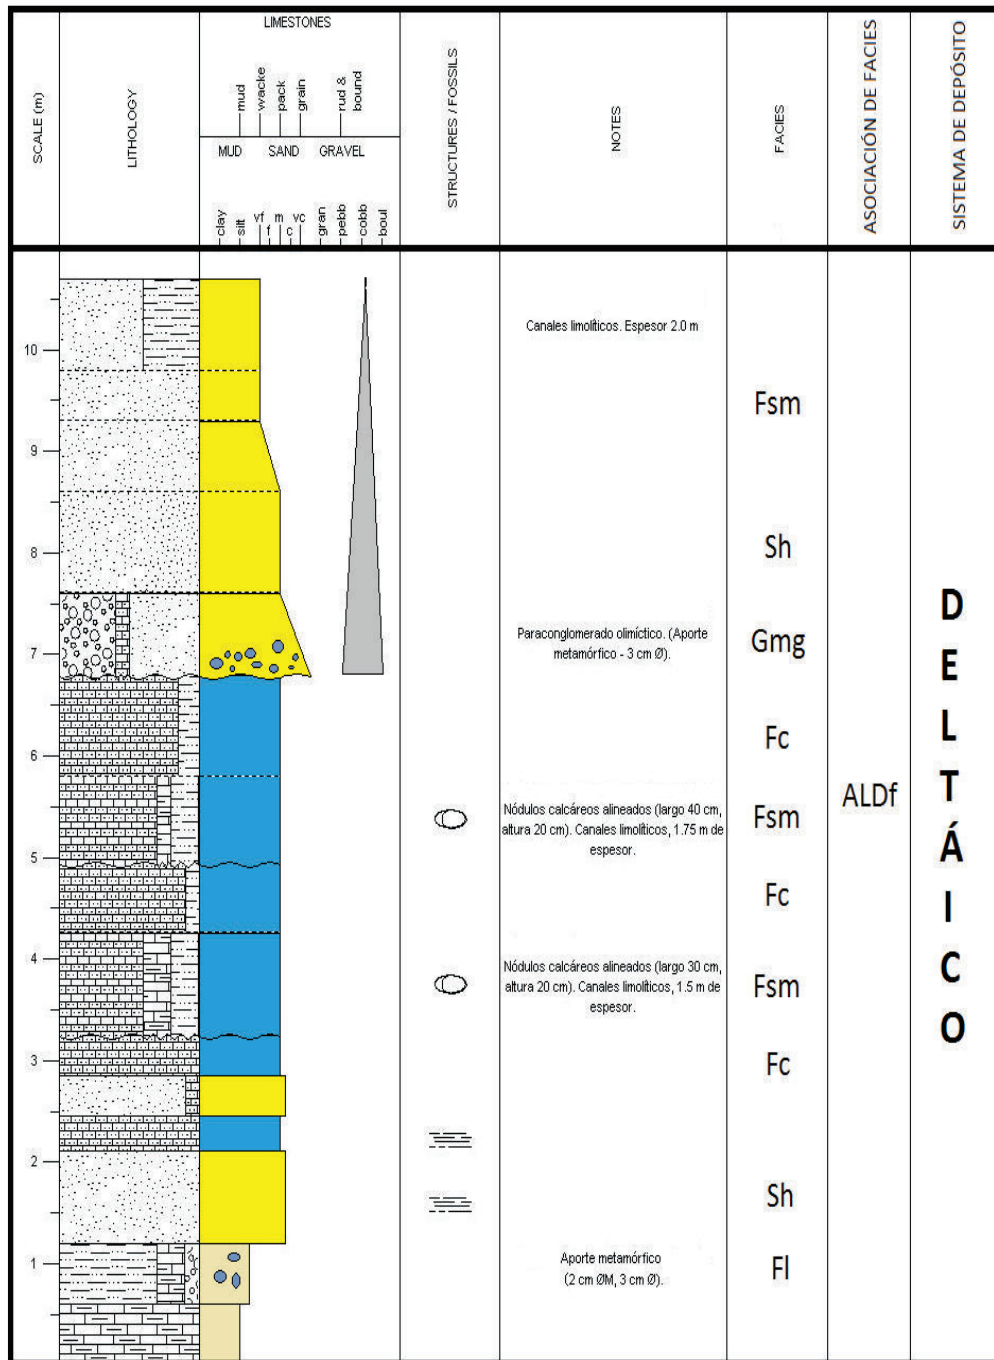 SCALE (m)
LITHOLOGY
LIMESTONES
mud
wacke
pack
grain
rud &
bound
MUD SAND GRAVEL
clay
silt
vf
f
m
c
vc
gran
pebb
cobb
boul
STRUCTURES / FOSSILS
NOTES
FACIES
ASOCIACIÓN DE FACIES
SISTEMA DE DEPÓSITO
Canales limolíticos. Espesor 2.0 m
10
Fsm
9
8
Sh
Paraconglomerado olimíctico. (Aporte
metamórfico - 3 cm Ø).
7
Gmg
6
Fc
ALDf
Nódulos calcáreos alineados (largo 40 cm,
altura 20 cm). Canales limolíticos, 1.75 m de
espesor.
Fsm
5
Fc
4
Nódulos calcáreos alineados (largo 30 cm,
altura 20 cm). Canales limolíticos, 1.5 m de
espesor.
Fsm
3
Fc
2
Sh
1
Aporte metamórfico
(2 cm ØM, 3 cm Ø).
Fl
D
E
L
T
Á
I
C
O